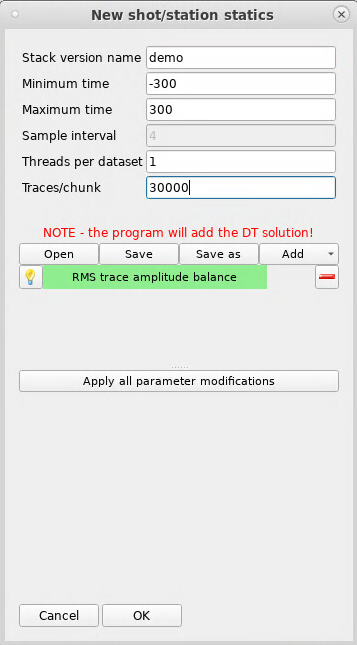 New shot/station statics
Stack version name demo
Minimum time -300
Maximum time 300
Sample interval 4
Threads per dataset 1
Traces/chunk 30000
NOTE - the program will add the DT solution!
Open Save Save as Add
RMS trace amplitude balance
Apply all parameter modifications
Cancel OK